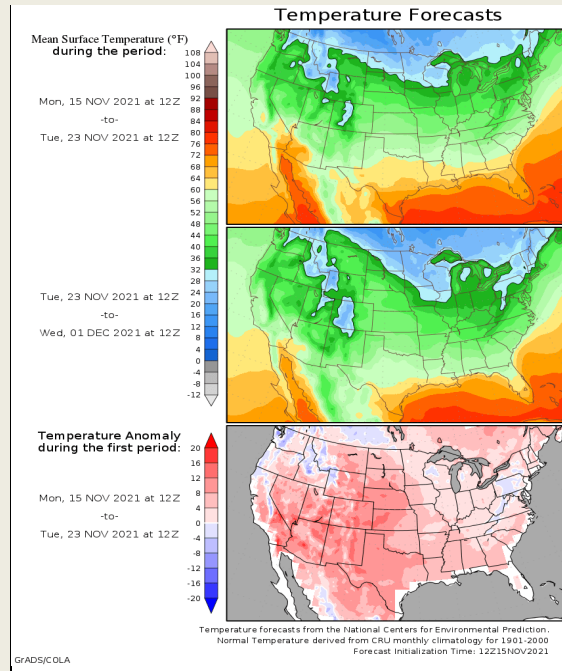 Temperature Forecasts
Mean Surface Temperature (°F)
during the period:
Mon, 15 NOV 2021 at 12Z
-to-
Tue, 23 NOV 2021 at 12Z
108
104
100
96
92
88
84
80
76
72
68
64
60
56
52
48
44
40
36
32
28
24
20
16
12
8
4
0
-4
-8
-12
Tue, 23 NOV 2021 at 12Z
-to-
Wed, 01 DEC 2021 at 12Z
Temperature Anomaly
during the first period:
Mon, 15 NOV 2021 at 12Z
-to-
Tue, 23 NOV 2021 at 12Z
20
16
12
8
4
0
-4
-8
-12
-16
-20
Temperature forecasts from the National Centers for Environmental Prediction.
Normal Temperature derived from CRU monthly climatology for 1901-2000
Forecast Initialization Time: 12Z15NOV2021
GrADS/COLA